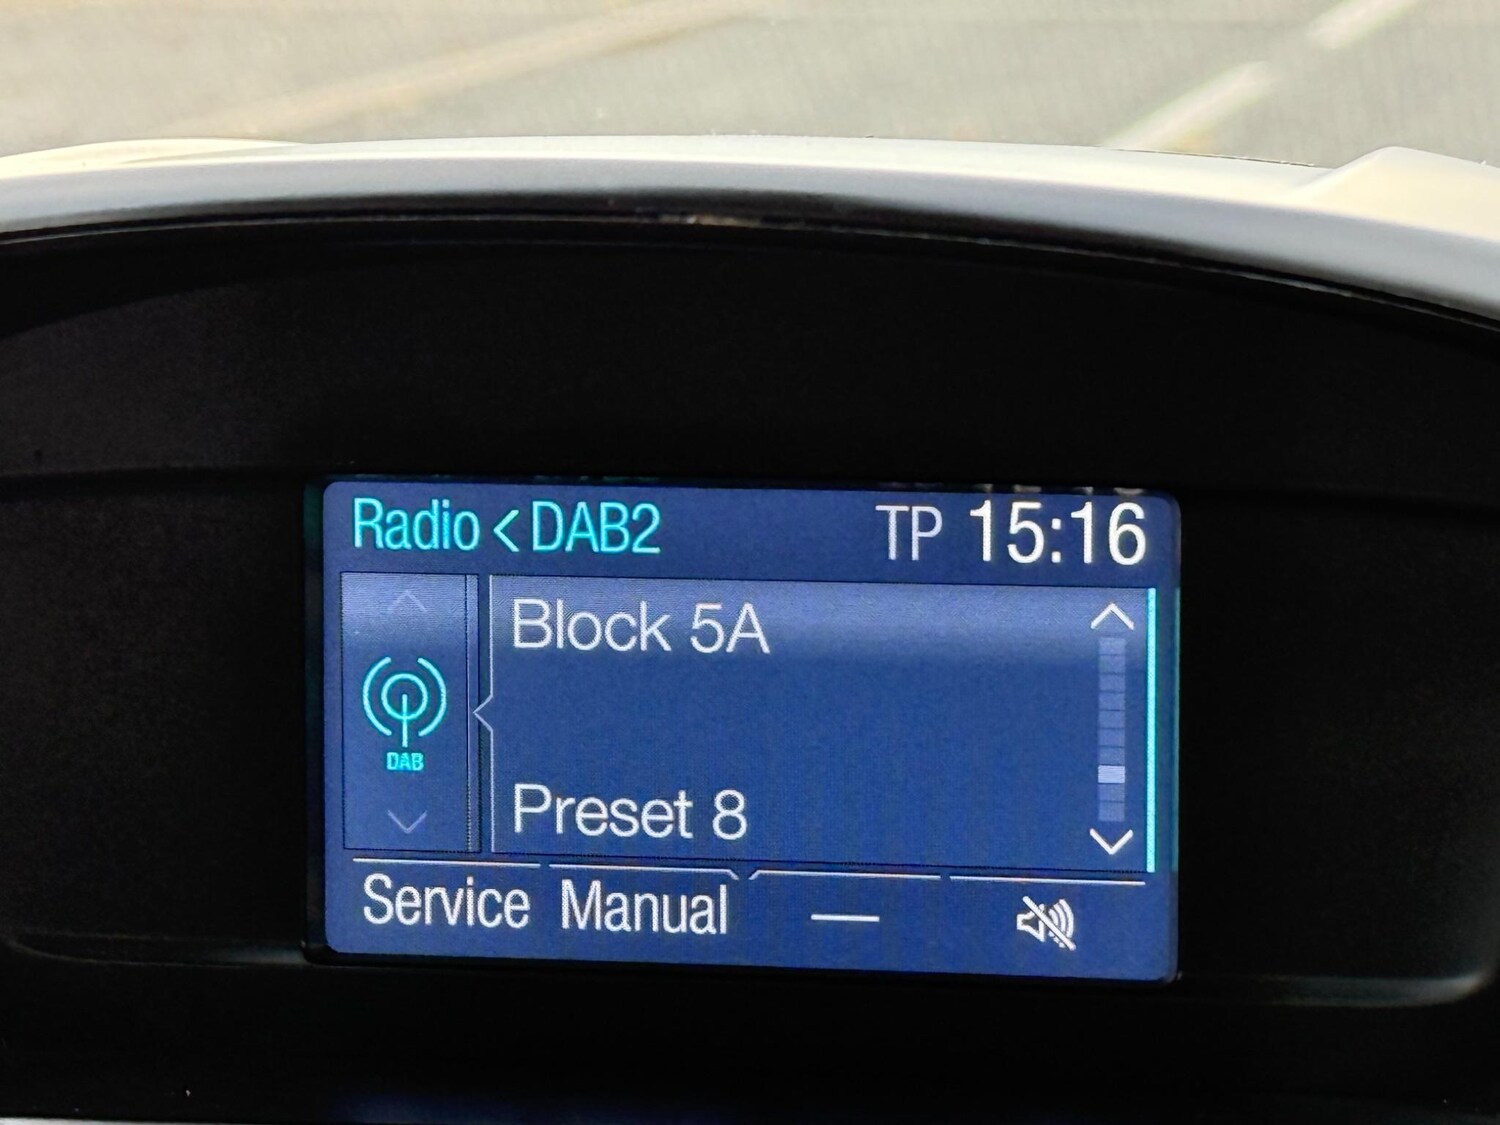 Radio < DAB2 TP 15:16
Block 5A
DAB
Preset 8
Service Manual —